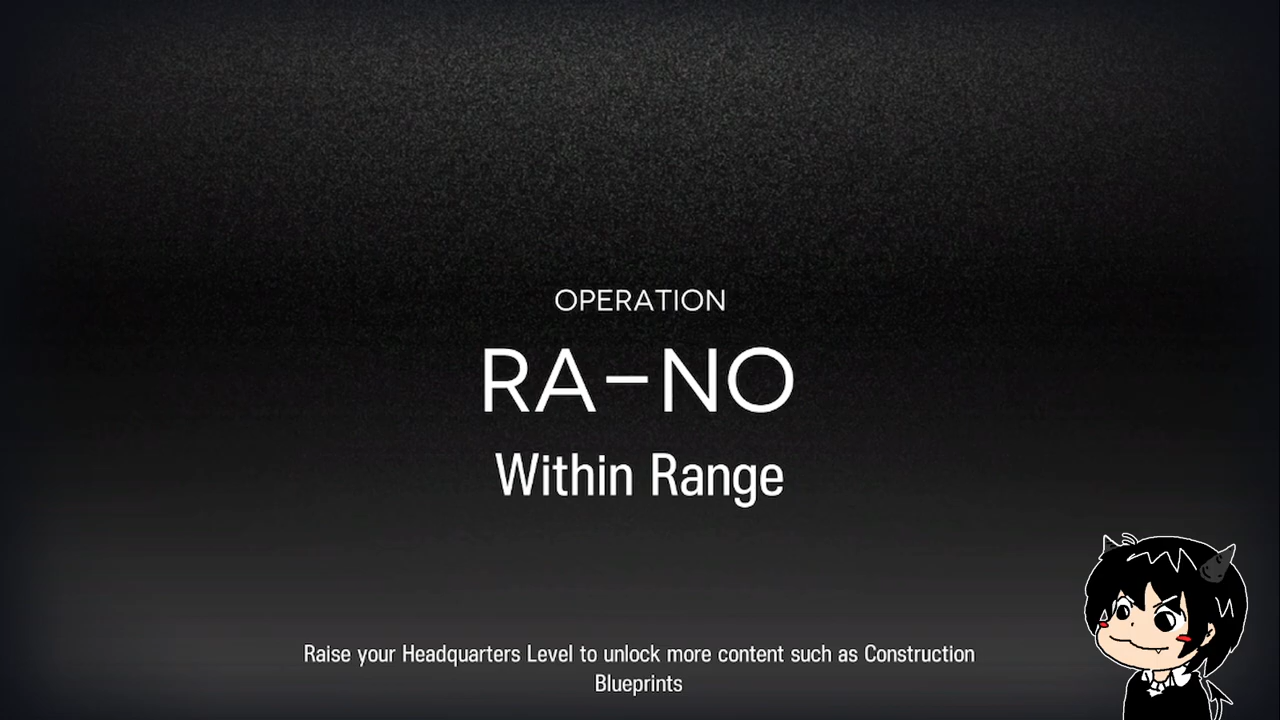 OPERATION
RA-NO
Within Range
Raise your Headquarters Level to unlock more content such as Construction
Blueprints